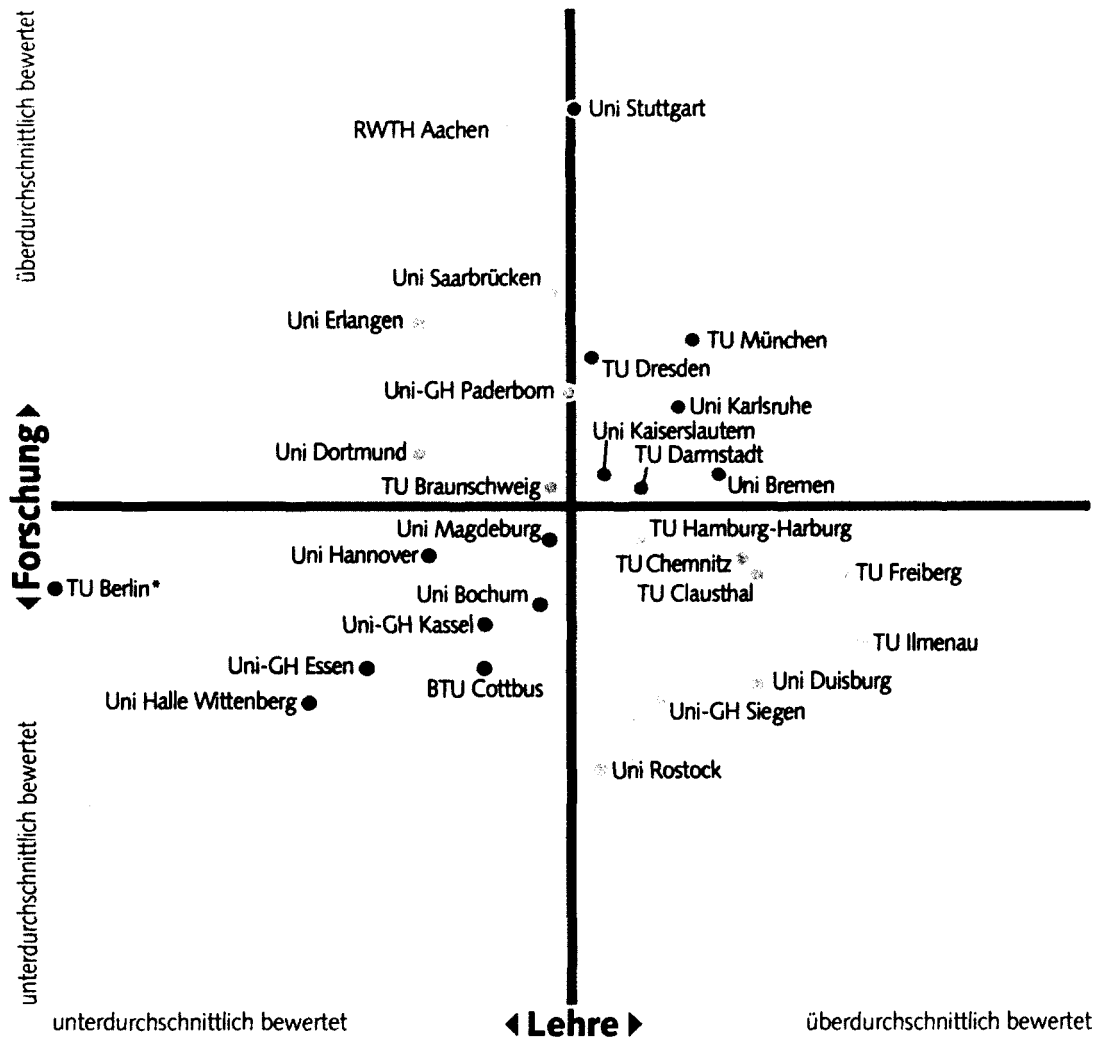 überdurchschnittlich bewertet
Uni Stuttgart
RWTH Aachen
Uni Saarbrücken
Uni Erlangen
TU München
TU Dresden
Uni-GH Paderborn
Uni Karlsruhe
Uni Kaiserslautern
Uni Dortmund
TU Darmstadt
TU Braunschweig
Uni Bremen
◀Forschung▶
Uni Magdeburg
TU Hamburg-Harburg
Uni Hannover
TU Chemnitz
TU Freiberg
TU Berlin*
Uni Bochum
TU Clausthal
Uni-GH Kassel
TU Ilmenau
Uni-GH Essen
BTU Cottbus
Uni Duisburg
Uni Halle Wittenberg
Uni-GH Siegen
Uni Rostock
unterdurchschnittlich bewertet
unterdurchschnittlich bewertet
◀Lehre▶
überdurchschnittlich bewertet